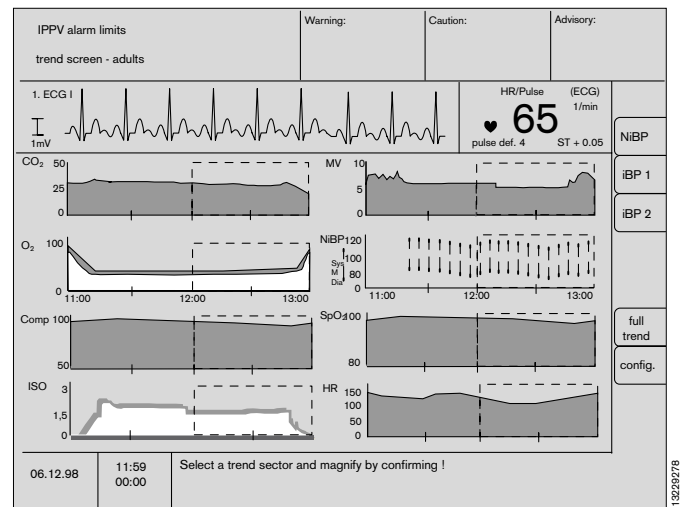 IPPV alarm limits
trend screen - adults
Warning:
Caution:
Advisory:
1. ECG I
1mV
HR/Pulse (ECG)
65 1/min
pulse def. 4 ST + 0.05
NiBP
iBP 1
iBP 2
full
trend
config.
CO₂ 50
25
0
MV 10
5
0
O₂ 100
0
11:00 12:00 13:00
NiBP 120
100
80
0
Sys
M
Dia
11:00 12:00 13:00
Comp 100
50
SpO₂ 100
80
ISO 3
1,5
0
HR 150
100
50
0
06.12.98
11:59
00:00
Select a trend sector and magnify by confirming !
13229278